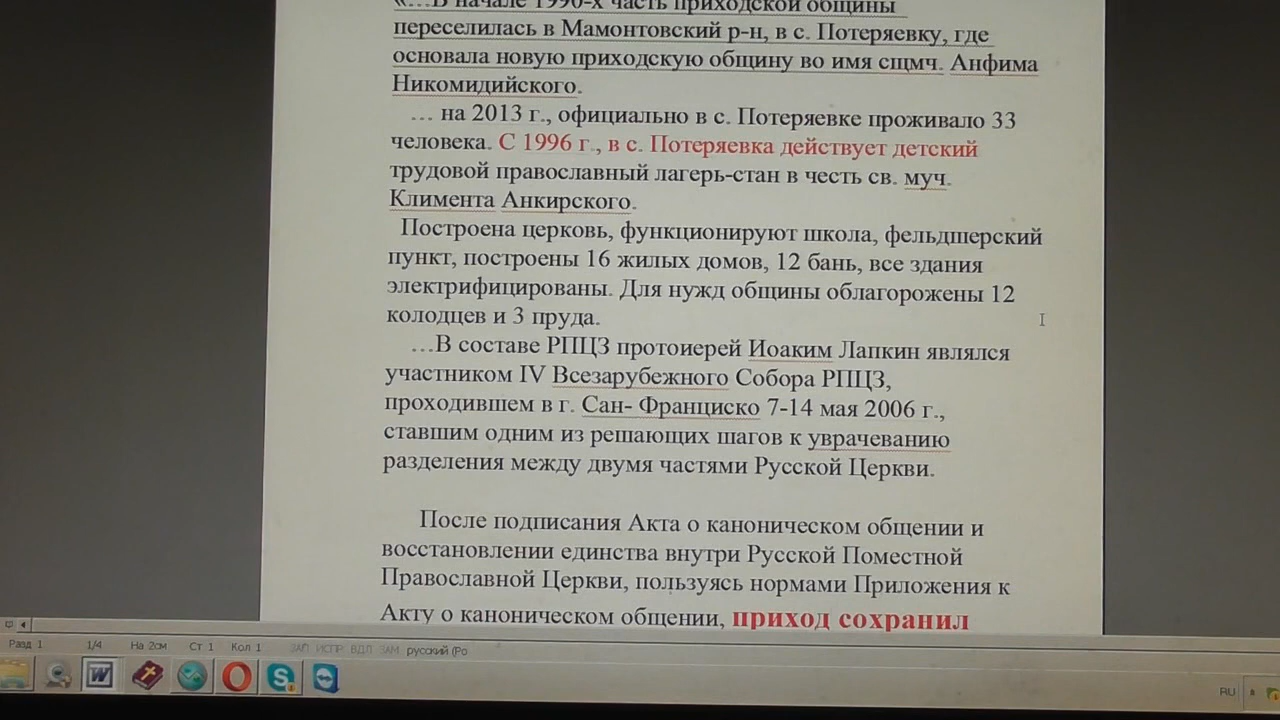 «…В начале 1990-х часть приходской общины
переселилась в Мамонтовский р-н, в с. Потеряевку, где
основала новую приходскую общину во имя сщмч. Анфима
Никомидийского.
… на 2013 г., официально в с. Потеряевке проживало 33
человека. С 1996 г., в с. Потеряевка действует детский
трудовой православный лагерь-стан в честь св. муч.
Климента Анкирского.
Построена церковь, функционируют школа, фельдшерский
пункт, построены 16 жилых домов, 12 бань, все здания
электрифицированы. Для нужд общины облагорожены 12
колодцев и 3 пруда.
…В составе РПЦЗ протоиерей Иоаким Лапкин являлся
участником IV Всезарубежного Собора РПЦЗ,
проходившем в г. Сан- Франциско 7-14 мая 2006 г.,
ставшим одним из решающих шагов к уврачеванию
разделения между двумя частями Русской Церкви.
После подписания Акта о каноническом общении и
восстановлении единства внутри Русской Поместной
Православной Церкви, пользуясь нормами Приложения к
Акту о каноническом общении, приход сохранил
Разд 1 1/4 На 2см Ст 1 Кол 1 ЗАП ИСПР ВДЛ ЗАМ русский (Ро
W S RU